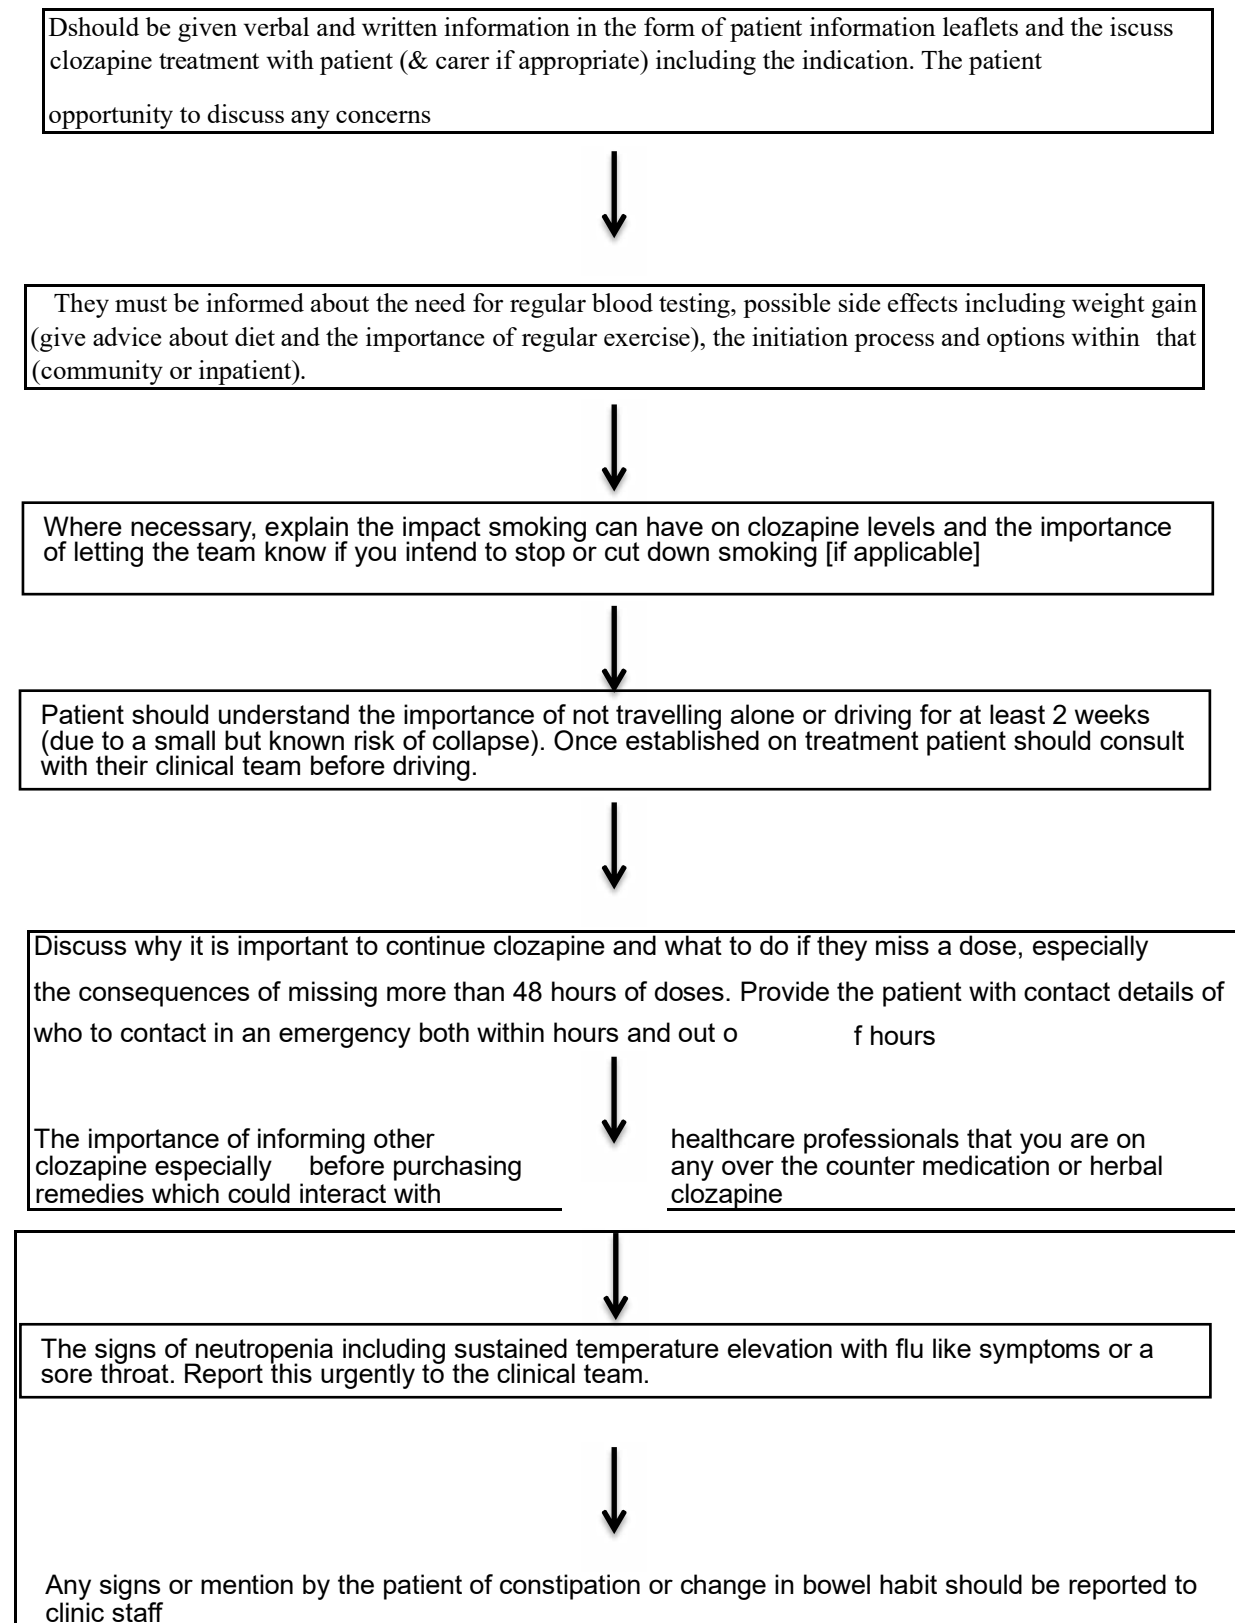 Dshould be given verbal and written information in the form of patient information leaflets and the iscuss
clozapine treatment with patient (& carer if appropriate) including the indication. The patient
opportunity to discuss any concerns
They must be informed about the need for regular blood testing, possible side effects including weight gain
(give advice about diet and the importance of regular exercise), the initiation process and options within that
(community or inpatient).
Where necessary, explain the impact smoking can have on clozapine levels and the importance
of letting the team know if you intend to stop or cut down smoking [if applicable]
Patient should understand the importance of not travelling alone or driving for at least 2 weeks
(due to a small but known risk of collapse). Once established on treatment patient should consult
with their clinical team before driving.
Discuss why it is important to continue clozapine and what to do if they miss a dose, especially
the consequences of missing more than 48 hours of doses. Provide the patient with contact details of
who to contact in an emergency both within hours and out o f hours
The importance of informing other healthcare professionals that you are on
clozapine especially before purchasing any over the counter medication or herbal
remedies which could interact with clozapine
The signs of neutropenia including sustained temperature elevation with flu like symptoms or a
sore throat. Report this urgently to the clinical team.
Any signs or mention by the patient of constipation or change in bowel habit should be reported to
clinic staff